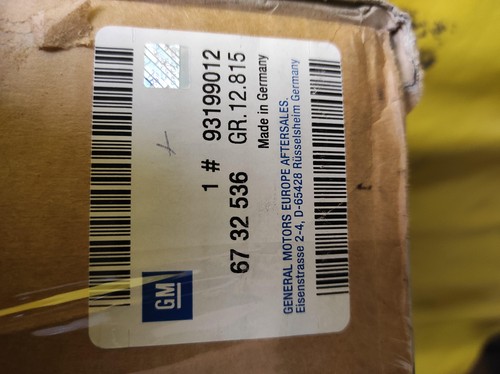 GM
1 # 93199012
67 32 536 GR.12.815
Made in Germany
GENERAL MOTORS EUROPE AFTERSALES.
Eisenstrasse 2-4, D-65428 Rüsselsheim Germany